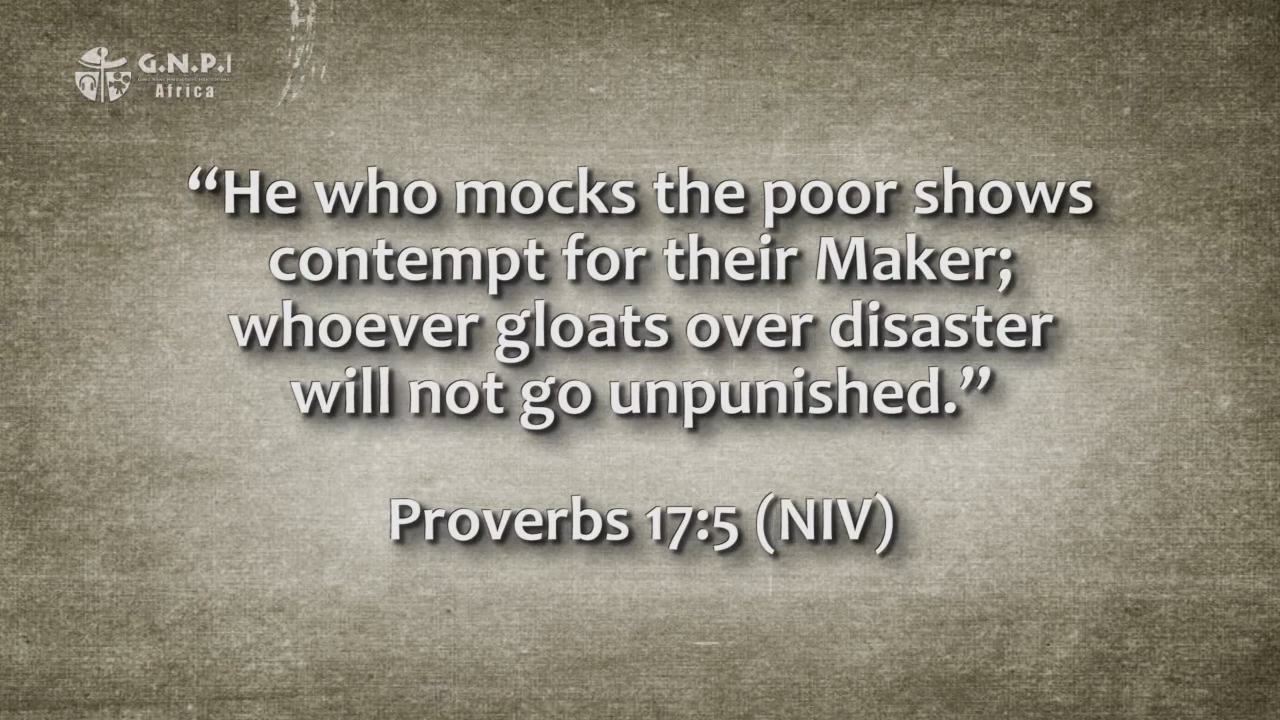 G.N.P.I
Africa
“He who mocks the poor shows
contempt for their Maker;
whoever gloats over disaster
will not go unpunished.”
Proverbs 17:5 (NIV)